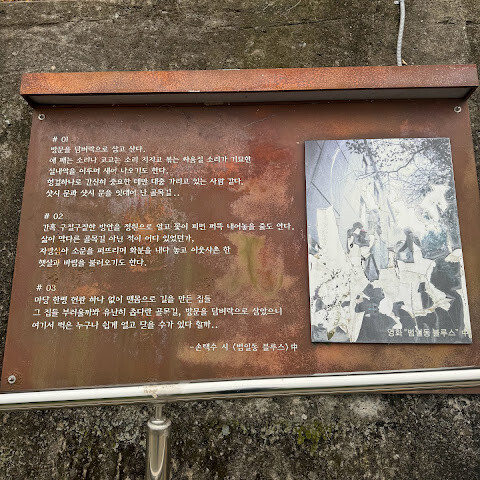 # 01
방문을 담벼락으로 삼고 산다.
애 패는 소리나 코고는 소리 지지고 볶는 싸움질 소리가 기묘한
실내악을 이루며 새어 나오기도 한다.
헝겊하나로 간신히 중요한 데만 대충 가리고 있는 사람 같다.
샷시 문과 샷시 문을 잇대어 난 골목길..
# 02
간혹 구질구질한 방안을 정원으로 알고 꽃이 피면 퍼뜩 내어놓을 줄도 안다.
삶이 막다른 골목길 아닌 적이 어디 있었던가,
자랑삼아 소문을 퍼뜨리며 화분을 내다 놓고 이웃사촌 한
햇살과 바람을 불러오기도 한다.
# 03
마당 한평 현관 하나 없이 맨몸으로 길을 만든 집들
그 집들 부러울까봐 유난히 좁다란 골목길, 방문을 담벼락으로 삼았으니
여기서 벽은 누구나 쉽게 열고 닫을 수가 있다 할까..
-손택수 시 (범일동 블루스) 中
영화 "범일동 블루스" 中